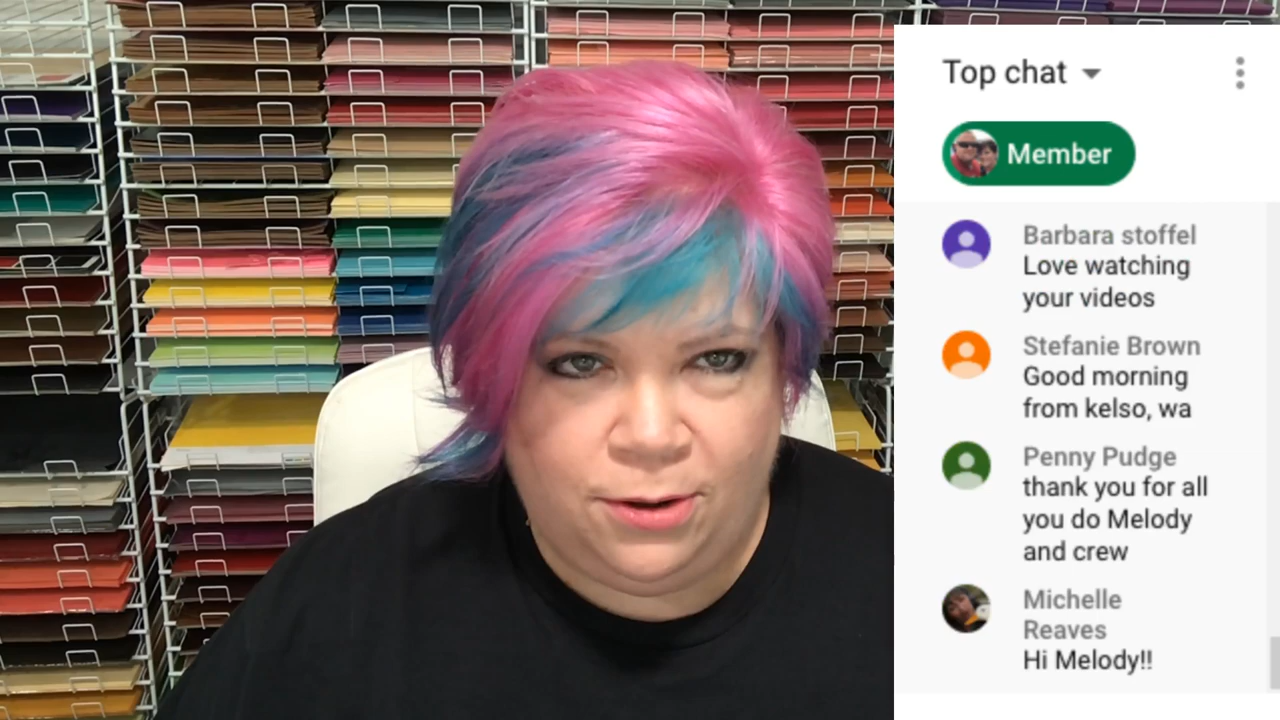 Top chat
Member
Barbara stoffel
Love watching
your videos
Stefanie Brown
Good morning
from kelso, wa
Penny Pudge
thank you for all
you do Melody
and crew
Michelle
Reaves
Hi Melody!!